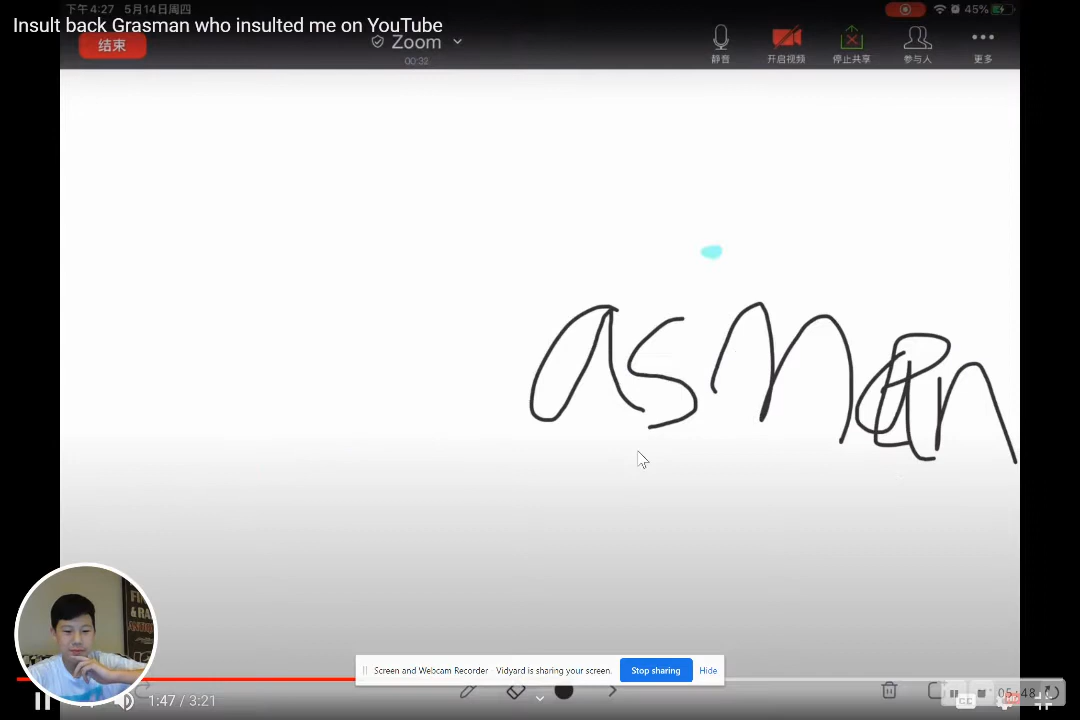 下午4:27 5月14日周四
45%
Insult back Grasman who insulted me on YouTube
结束
Zoom
00:32
静音
开启视频
停止共享
参与人
更多
asman
Screen and Webcam Recorder - Vidyard is sharing your screen.
Stop sharing
Hide
1:47 / 3:21
05:48
CC